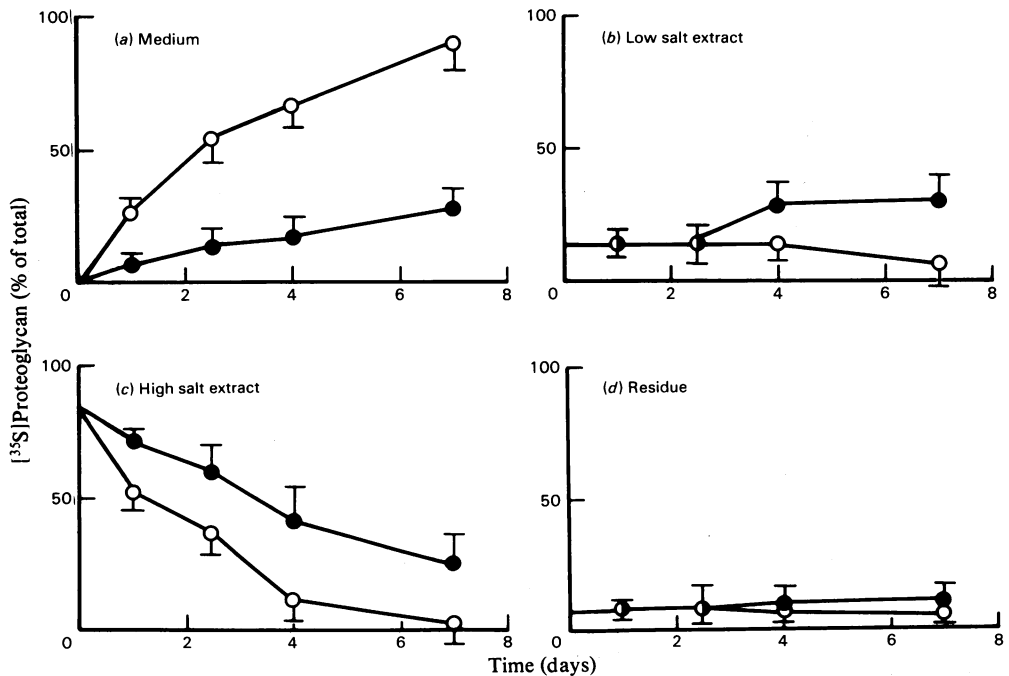 [³⁵S]Proteoglycan (% of total)
(a) Medium
100
50
0 2 4 6 8
(b) Low salt extract
100
50
0 2 4 6 8
(c) High salt extract
100
50
0 2 4 6 8
(d) Residue
100
50
0 2 4 6 8
Time (days)